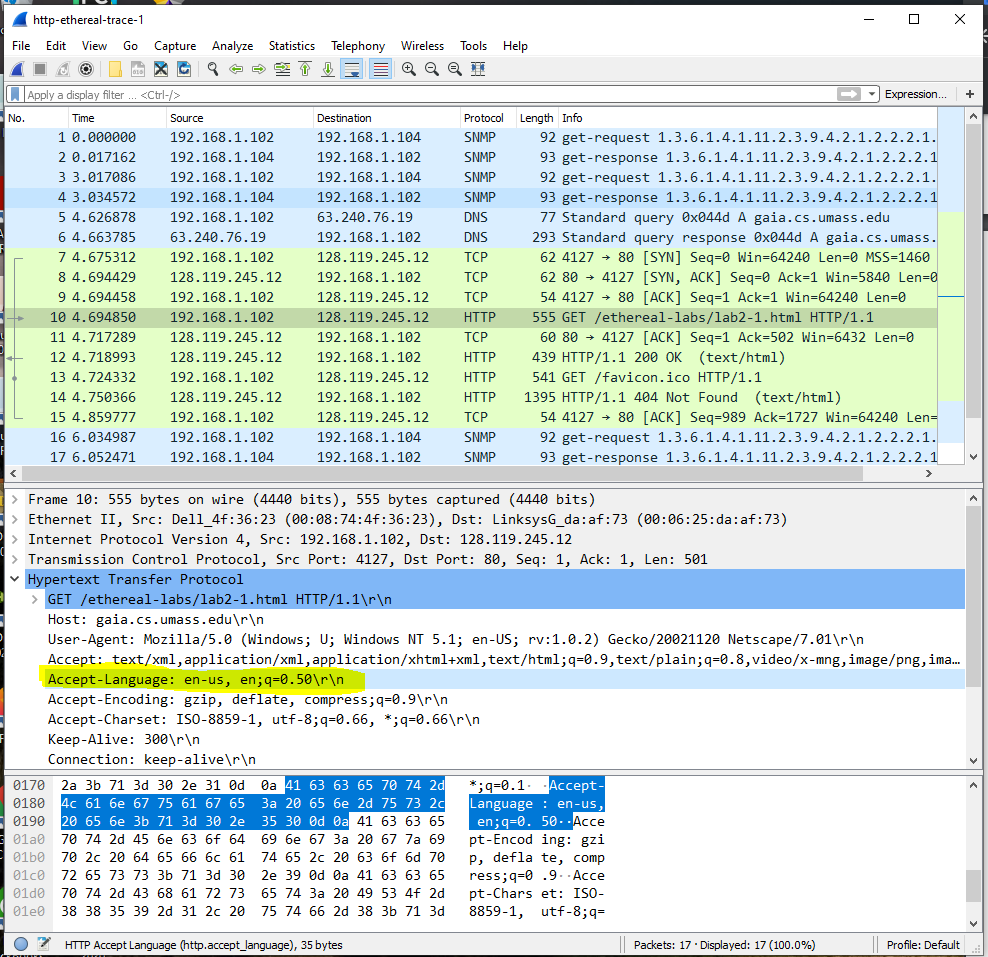 http-ethereal-trace-1
File Edit View Go Capture Analyze Statistics Telephony Wireless Tools Help
Apply a display filter ... <Ctrl-/> Expression... +
No. Time Source Destination Protocol Length Info
1 0.000000 192.168.1.102 192.168.1.104 SNMP 92 get-request 1.3.6.1.4.1.11.2.3.9.4.2.1.2.2.2.1.
2 0.017162 192.168.1.104 192.168.1.102 SNMP 93 get-response 1.3.6.1.4.1.11.2.3.9.4.2.1.2.2.2.1
3 3.017086 192.168.1.102 192.168.1.104 SNMP 92 get-request 1.3.6.1.4.1.11.2.3.9.4.2.1.2.2.2.1.
4 3.034572 192.168.1.104 192.168.1.102 SNMP 93 get-response 1.3.6.1.4.1.11.2.3.9.4.2.1.2.2.2.1
5 4.626878 192.168.1.102 63.240.76.19 DNS 77 Standard query 0x044d A gaia.cs.umass.edu
6 4.663785 63.240.76.19 192.168.1.102 DNS 293 Standard query response 0x044d A gaia.cs.umass.
7 4.675312 192.168.1.102 128.119.245.12 TCP 62 4127 → 80 [SYN] Seq=0 Win=64240 Len=0 MSS=1460
8 4.694429 128.119.245.12 192.168.1.102 TCP 62 80 → 4127 [SYN, ACK] Seq=0 Ack=1 Win=5840 Len=0
9 4.694458 192.168.1.102 128.119.245.12 TCP 54 4127 → 80 [ACK] Seq=1 Ack=1 Win=64240 Len=0
10 4.694850 192.168.1.102 128.119.245.12 HTTP 555 GET /ethereal-labs/lab2-1.html HTTP/1.1
11 4.717289 128.119.245.12 192.168.1.102 TCP 60 80 → 4127 [ACK] Seq=1 Ack=502 Win=6432 Len=0
12 4.718993 128.119.245.12 192.168.1.102 HTTP 439 HTTP/1.1 200 OK (text/html)
13 4.724332 192.168.1.102 128.119.245.12 HTTP 541 GET /favicon.ico HTTP/1.1
14 4.750366 128.119.245.12 192.168.1.102 HTTP 1395 HTTP/1.1 404 Not Found (text/html)
15 4.859777 192.168.1.102 128.119.245.12 TCP 54 4127 → 80 [ACK] Seq=989 Ack=1727 Win=64240 Len=
16 6.034987 192.168.1.102 192.168.1.104 SNMP 92 get-request 1.3.6.1.4.1.11.2.3.9.4.2.1.2.2.2.1.
17 6.052471 192.168.1.104 192.168.1.102 SNMP 93 get-response 1.3.6.1.4.1.11.2.3.9.4.2.1.2.2.2.1
Frame 10: 555 bytes on wire (4440 bits), 555 bytes captured (4440 bits)
Ethernet II, Src: Dell_4f:36:23 (00:08:74:4f:36:23), Dst: LinksysG_da:af:73 (00:06:25:da:af:73)
Internet Protocol Version 4, Src: 192.168.1.102, Dst: 128.119.245.12
Transmission Control Protocol, Src Port: 4127, Dst Port: 80, Seq: 1, Ack: 1, Len: 501
Hypertext Transfer Protocol
GET /ethereal-labs/lab2-1.html HTTP/1.1\r\n
Host: gaia.cs.umass.edu\r\n
User-Agent: Mozilla/5.0 (Windows; U; Windows NT 5.1; en-US; rv:1.0.2) Gecko/20021120 Netscape/7.01\r\n
Accept: text/xml,application/xml,application/xhtml+xml,text/html;q=0.9,text/plain;q=0.8,video/x-mng,image/png,ima…
Accept-Language: en-us, en;q=0.50\r\n
Accept-Encoding: gzip, deflate, compress;q=0.9\r\n
Accept-Charset: ISO-8859-1, utf-8;q=0.66, *;q=0.66\r\n
Keep-Alive: 300\r\n
Connection: keep-alive\r\n
0170 2a 3b 71 3d 30 2e 31 0d 0a 41 63 63 65 70 74 2d *;q=0.1··Accept-
0180 4c 61 6e 67 75 61 67 65 3a 20 65 6e 2d 75 73 2c Language : en-us,
0190 20 65 6e 3b 71 3d 30 2e 35 30 0d 0a 41 63 63 65  en;q=0. 50··Acce
01a0 70 74 2d 45 6e 63 6f 64 69 6e 67 3a 20 67 7a 69 pt-Encod ing: gzi
01b0 70 2c 20 64 65 66 6c 61 74 65 2c 20 63 6f 6d 70 p, defla te, comp
01c0 72 65 73 73 3b 71 3d 30 2e 39 0d 0a 41 63 63 65 ress;q=0 .9··Acce
01d0 70 74 2d 43 68 61 72 73 65 74 3a 20 49 53 4f 2d pt-Chars et: ISO-
01e0 38 38 35 39 2d 31 2c 20 75 74 66 2d 38 3b 71 3d 8859-1, utf-8;q=
HTTP Accept Language (http.accept_language), 35 bytes Packets: 17 · Displayed: 17 (100.0%) Profile: Default